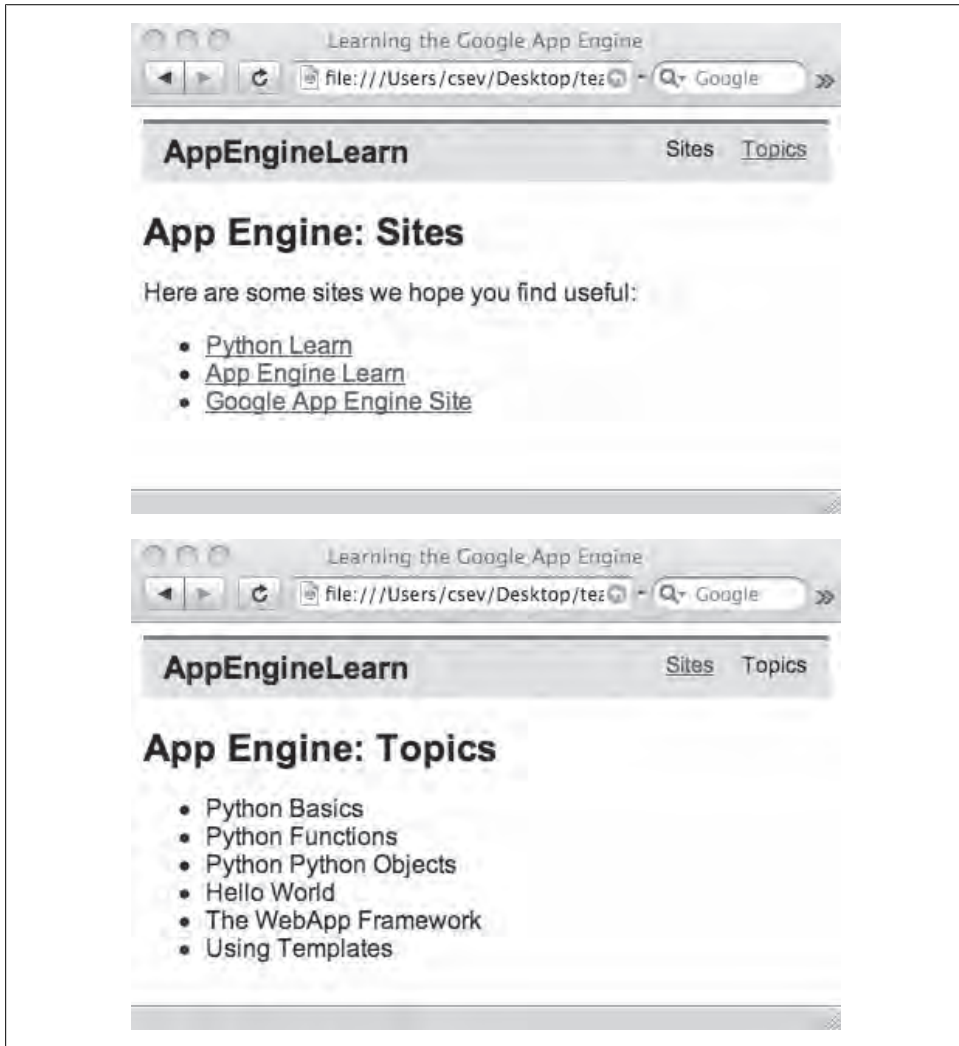 Learning the Google App Engine
file:///Users/csev/Desktop/tea
Google
AppEngineLearn
Sites Topics
App Engine: Sites
Here are some sites we hope you find useful:
• Python Learn
• App Engine Learn
• Google App Engine Site
Learning the Google App Engine
file:///Users/csev/Desktop/tea
Google
AppEngineLearn
Sites Topics
App Engine: Topics
• Python Basics
• Python Functions
• Python Python Objects
• Hello World
• The WebApp Framework
• Using Templates